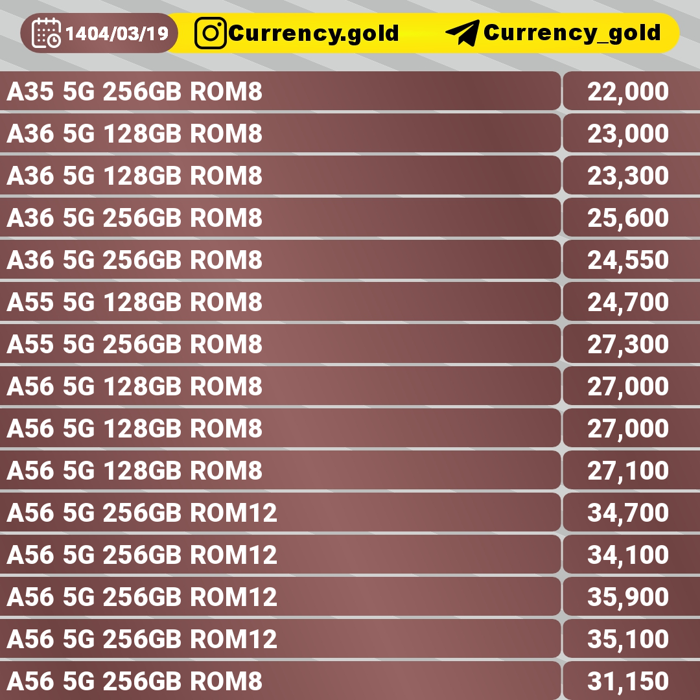 1404/03/19 Currency.gold Currency_gold
A35 5G 256GB ROM8 22,000
A36 5G 128GB ROM8 23,000
A36 5G 128GB ROM8 23,300
A36 5G 256GB ROM8 25,600
A36 5G 256GB ROM8 24,550
A55 5G 128GB ROM8 24,700
A55 5G 256GB ROM8 27,300
A56 5G 128GB ROM8 27,000
A56 5G 128GB ROM8 27,000
A56 5G 128GB ROM8 27,100
A56 5G 256GB ROM12 34,700
A56 5G 256GB ROM12 34,100
A56 5G 256GB ROM12 35,900
A56 5G 256GB ROM12 35,100
A56 5G 256GB ROM8 31,150